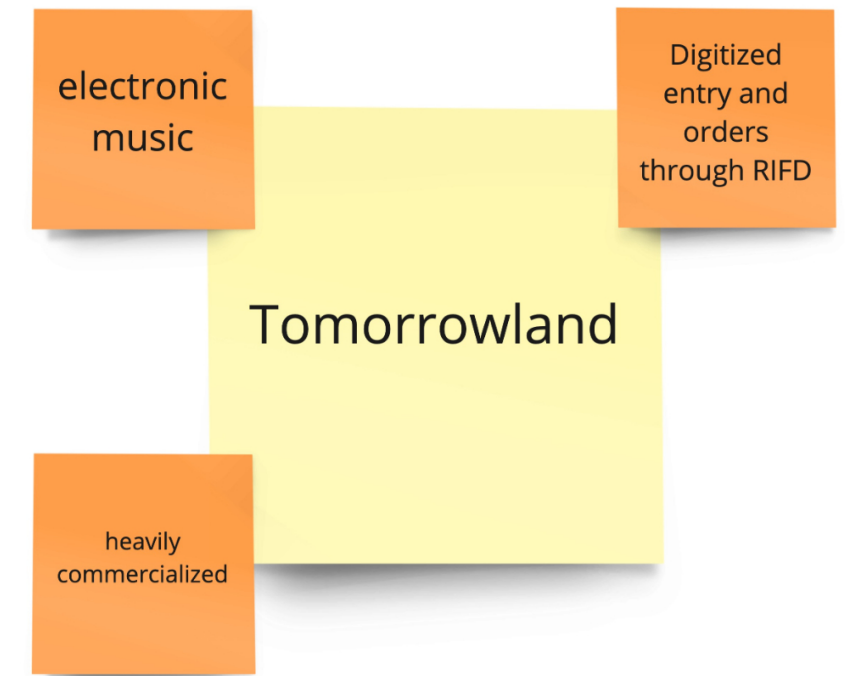 electronic
music
Digitized
entry and
orders
through RIFD
Tomorrowland
heavily
commercialized